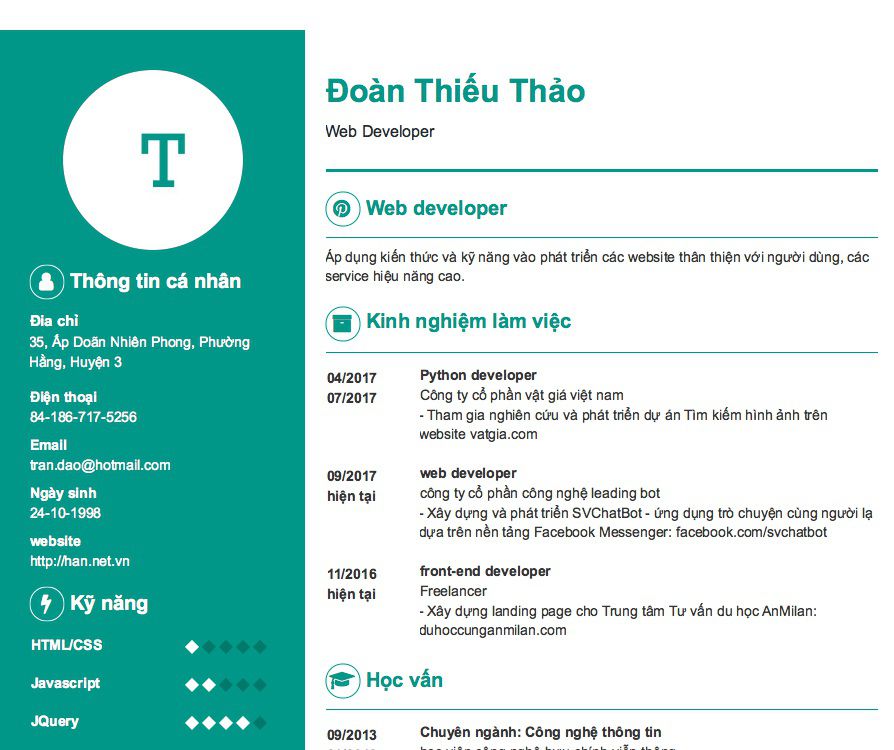 T
Thông tin cá nhân
Đia chỉ
35, Ấp Doãn Nhiên Phong, Phường
Hằng, Huyện 3
Điện thoại
84-186-717-5256
Email
tran.dao@hotmail.com
Ngày sinh
24-10-1998
website
http://han.net.vn
Kỹ năng
HTML/CSS
Javascript
JQuery
Đoàn Thiếu Thảo
Web Developer
Web developer
Áp dụng kiến thức và kỹ năng vào phát triển các website thân thiện với người dùng, các
service hiệu năng cao.
Kinh nghiệm làm việc
04/2017
07/2017
Python developer
Công ty cổ phần vật giá việt nam
- Tham gia nghiên cứu và phát triển dự án Tìm kiếm hình ảnh trên
website vatgia.com
09/2017
hiện tại
web developer
công ty cổ phần công nghệ leading bot
- Xây dựng và phát triển SVChatBot - ứng dụng trò chuyện cùng người lạ
dựa trên nền tảng Facebook Messenger: facebook.com/svchatbot
11/2016
hiện tại
front-end developer
Freelancer
- Xây dựng landing page cho Trung tâm Tư vấn du học AnMilan:
duhoccunganmilan.com
Học vấn
09/2013
Chuyên ngành: Công nghệ thông tin